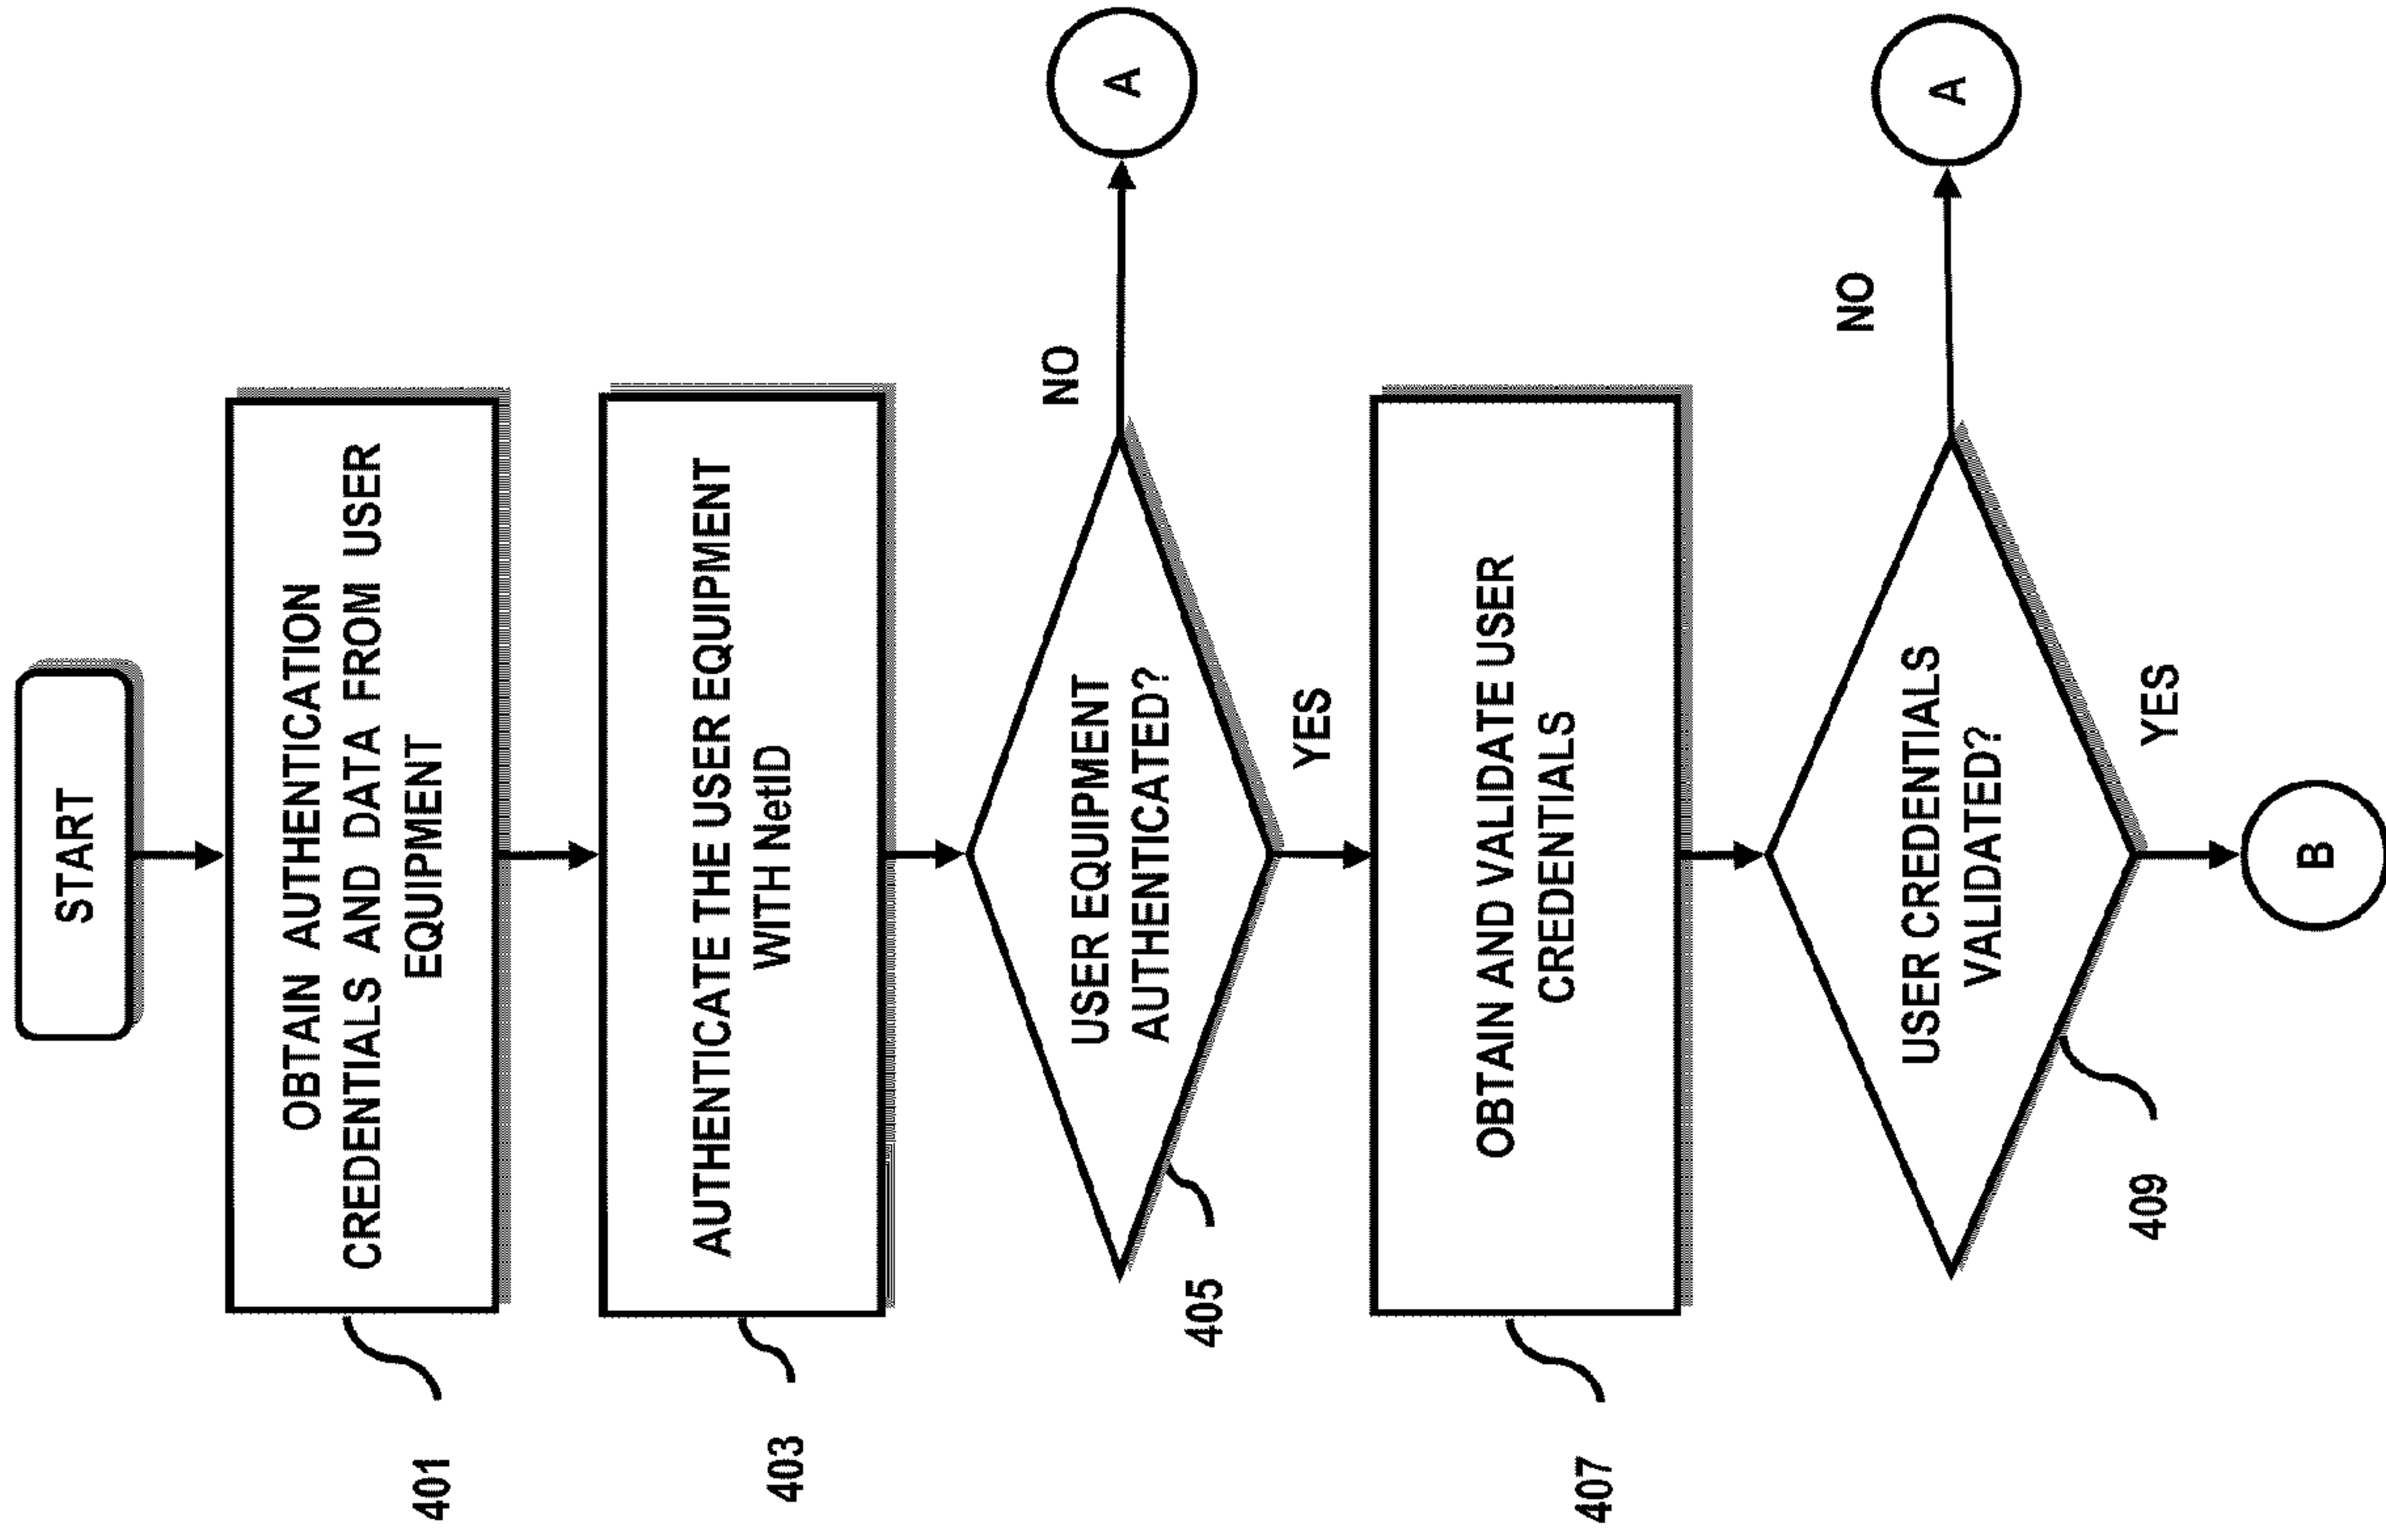 START
OBTAIN AUTHENTICATION
CREDENTIALS AND DATA FROM USER
EQUIPMENT
401
AUTHENTICATE THE USER EQUIPMENT
WITH NetID
403
USER EQUIPMENT
AUTHENTICATED?
405
NO
A
YES
OBTAIN AND VALIDATE USER
CREDENTIALS
407
USER CREDENTIALS
VALIDATED?
409
NO
A
YES
B